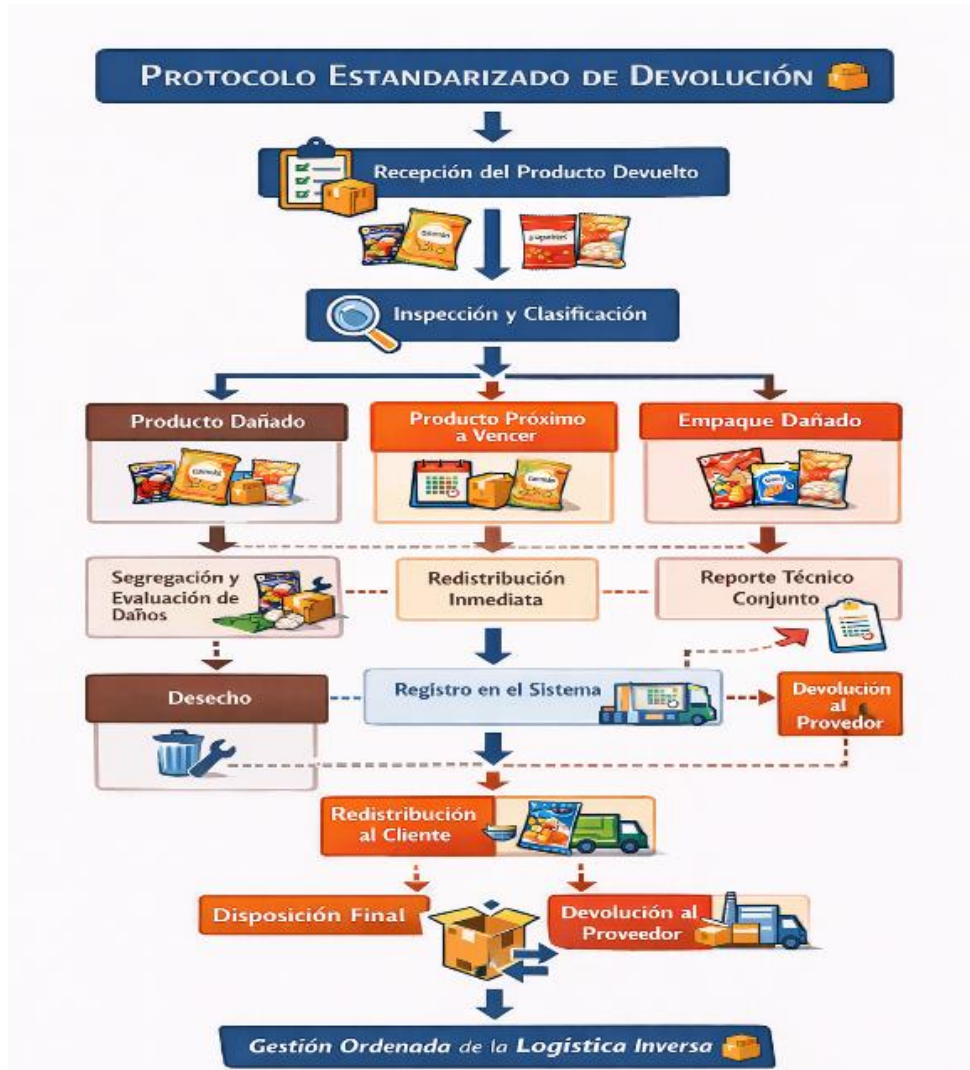 PROTOCOLO ESTANDARIZADO DE DEVOLUCIÓN
Recepción del Producto Devuelto
Inspección y Clasificación
Producto Dañado
Producto Próximo
a Vencer
Empaque Dañado
Segregación y
Evaluación de
Daños
Redistribución
Inmediata
Reporte Técnico
Conjunto
Desecho
Registro en el Sistema
Devolución
al
Provedor
Redistribución
al Cliente
Disposición Final
Devolución al
Proveedor
Gestión Ordenada de la Logística Inversa